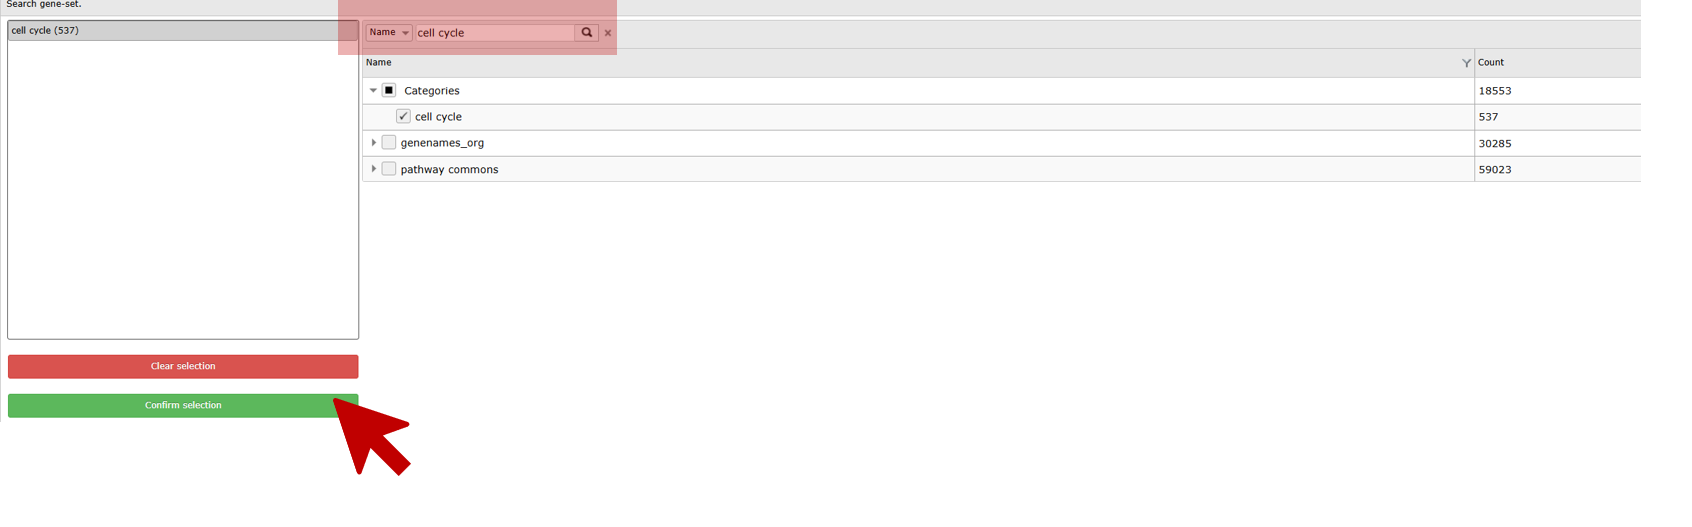 Search gene-set.
cell cycle (537)
Name cell cycle
Name Count
Categories 18553
cell cycle 537
genenames_org 30285
pathway commons 59023
Clear selection
Confirm selection